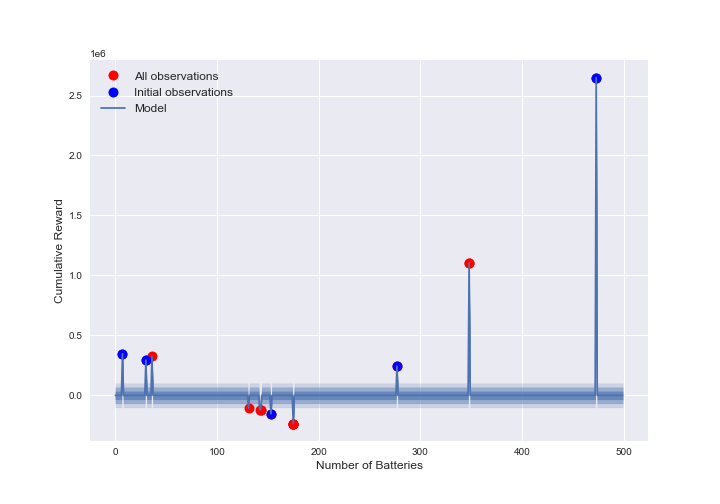 1e6
All observations
Initial observations
Model
2.5
2.0
1.5
1.0
0.5
0.0
Cumulative Reward
0 100 200 300 400 500
Number of Batteries